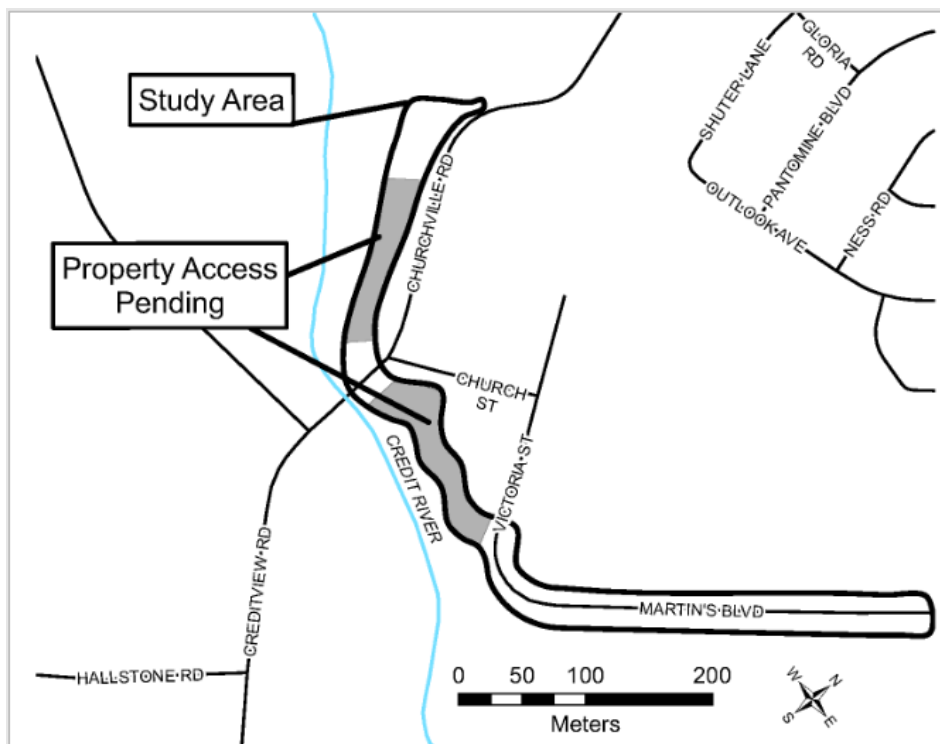 Study Area
Property Access
Pending
SHUTER LANE
GLORIA
RD
PANTOMINE BLVD
OUTLOOK AVE
NESS RD
CHURCHVILLE RD
CHURCH
ST
VICTORIA ST
CREDIT RIVER
CREDITVIEW RD
MARTIN'S BLVD
HALLSTONE RD
0 50 100 200
Meters
W N
S E